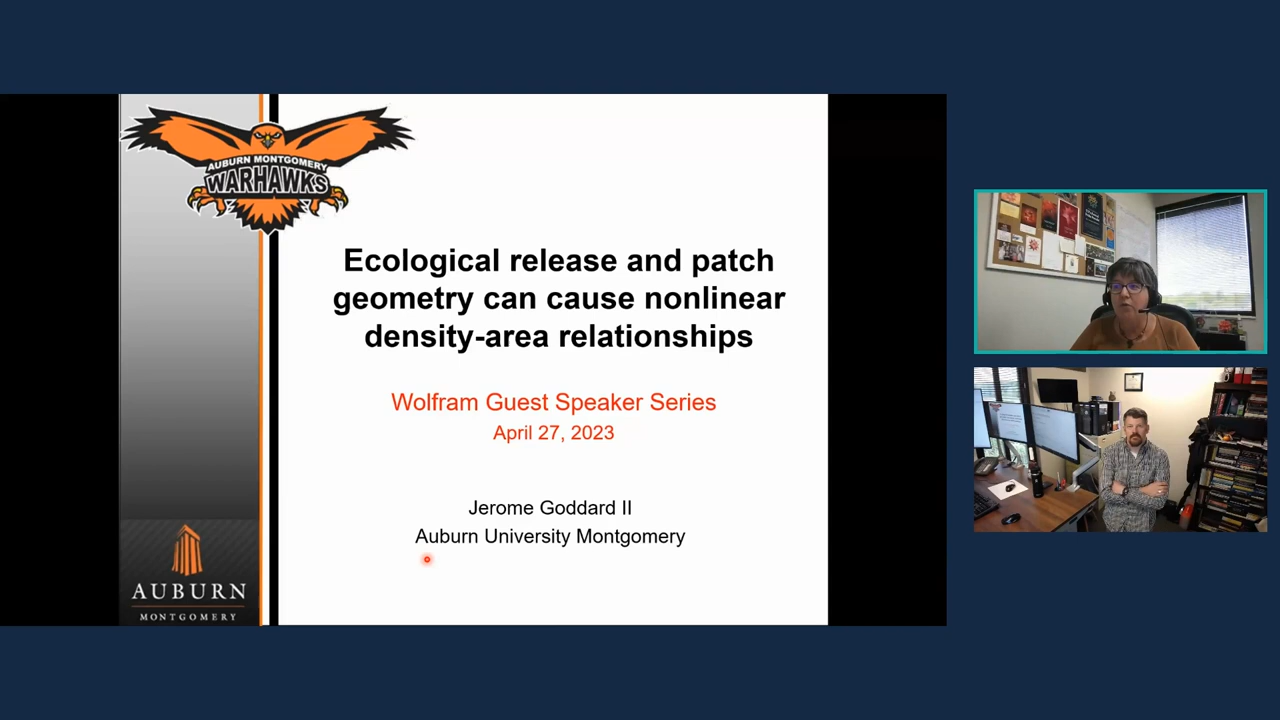 AUBURN MONTGOMERY
WARHAWKS
Ecological release and patch
geometry can cause nonlinear
density-area relationships
Wolfram Guest Speaker Series
April 27, 2023
Jerome Goddard II
Auburn University Montgomery
AUBURN
MONTGOMERY